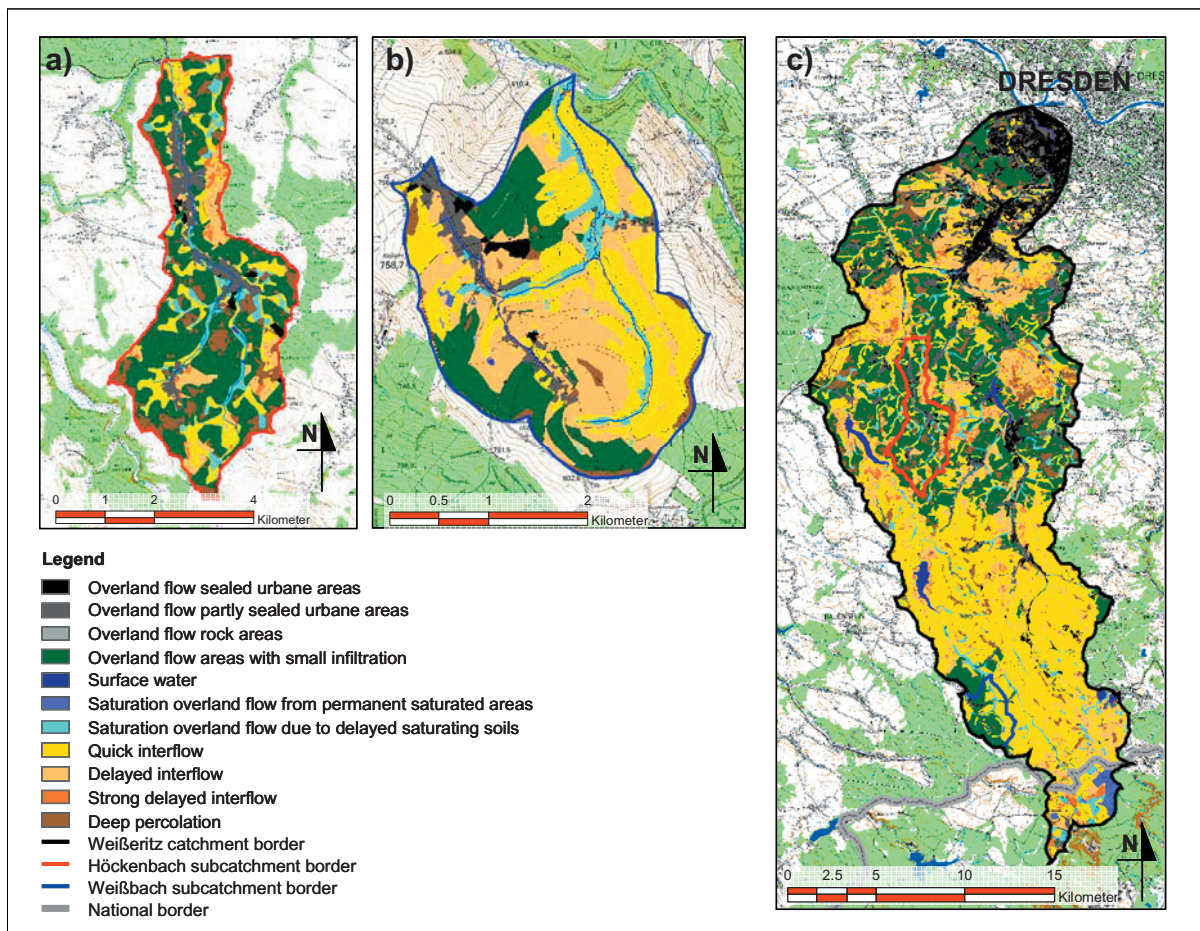 a)
N
0 1 2 4
Kilometer
b)
758,7
N
0 0.5 1 2
Kilometer
c)
DRESDEN
DRES
N
0 2.5 5 10 15
Kilometer
Legend
Overland flow sealed urbane areas
Overland flow partly sealed urbane areas
Overland flow rock areas
Overland flow areas with small infiltration
Surface water
Saturation overland flow from permanent saturated areas
Saturation overland flow due to delayed saturating soils
Quick interflow
Delayed interflow
Strong delayed interflow
Deep percolation
Weißeritz catchment border
Höckenbach subcatchment border
Weißbach subcatchment border
National border